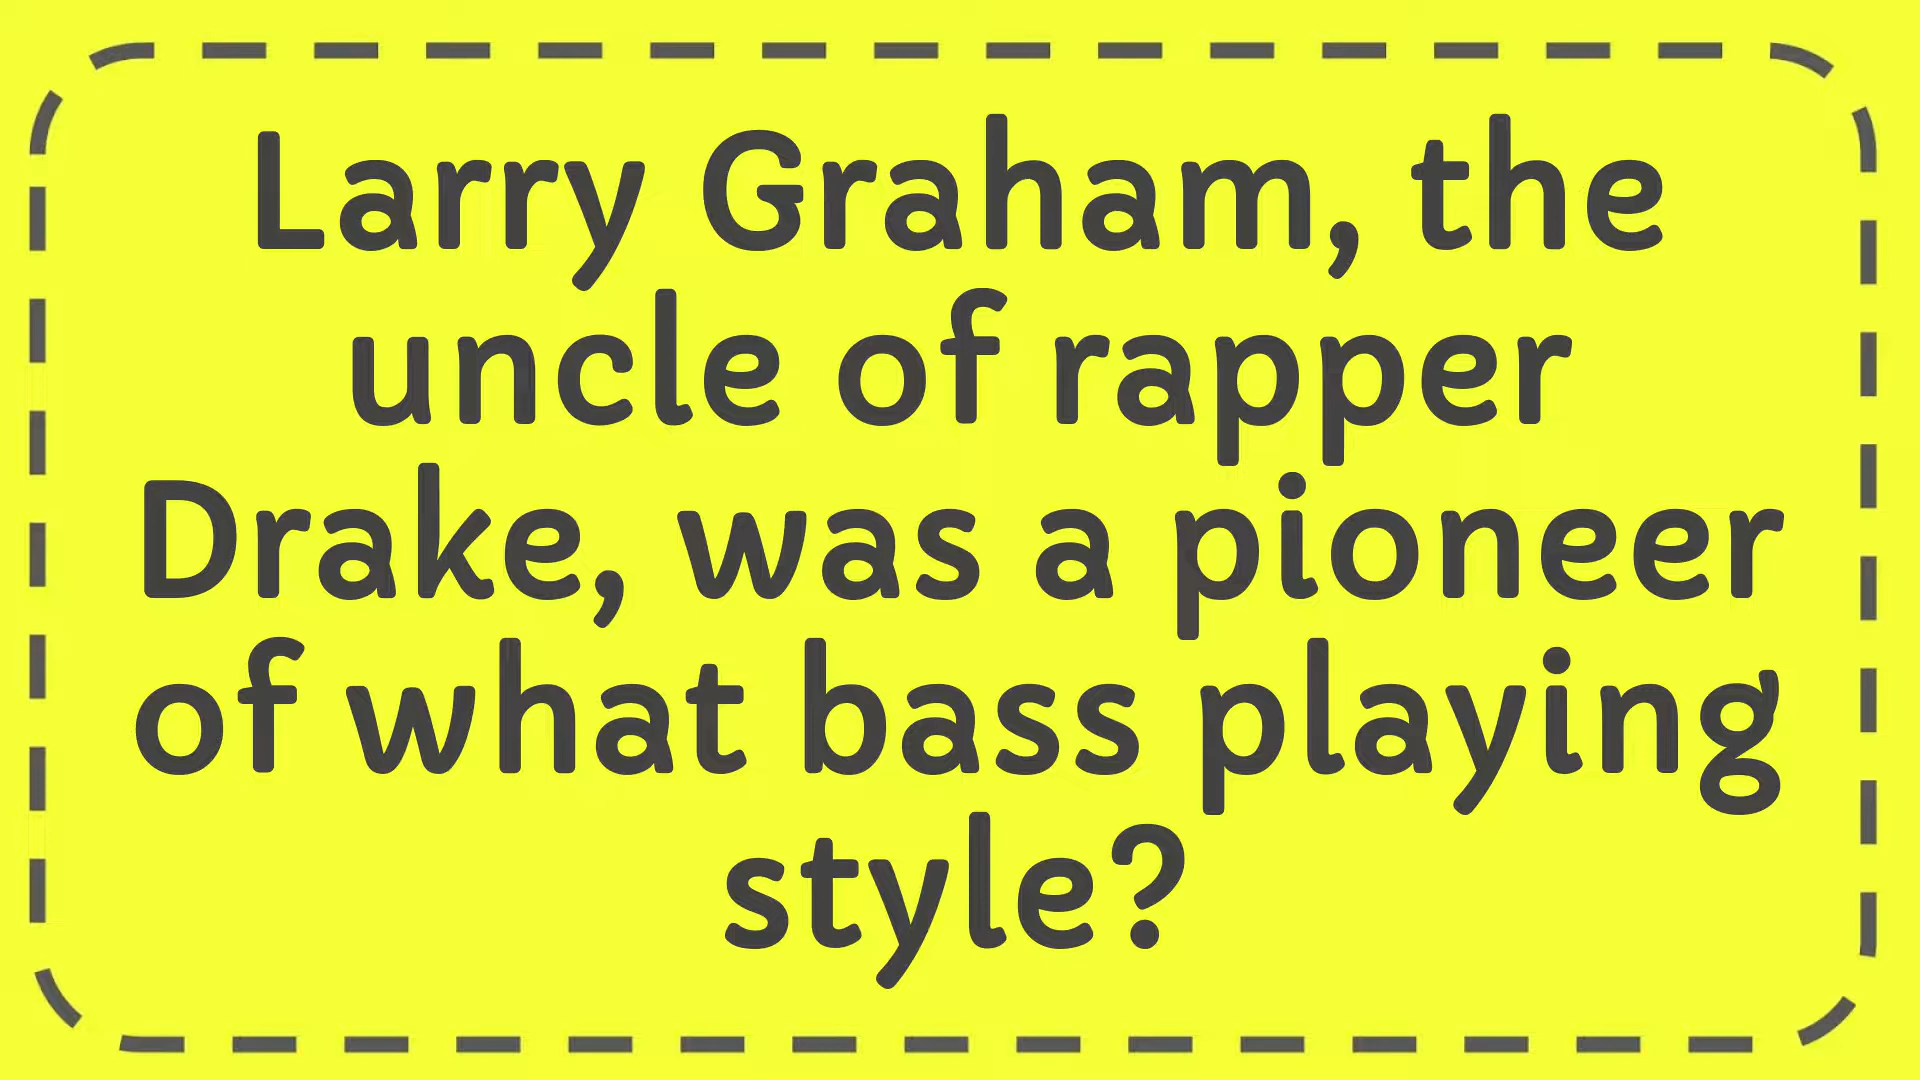 Larry Graham, the
uncle of rapper
Drake, was a pioneer
of what bass playing
style?